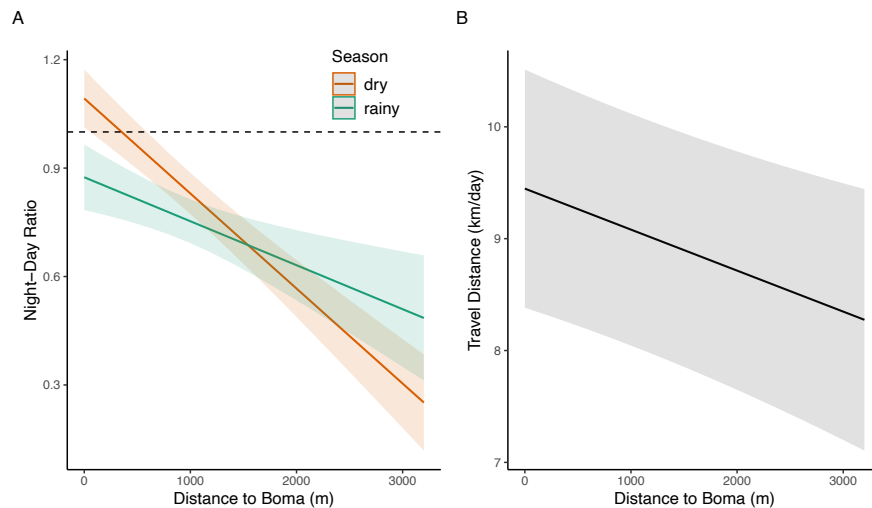 A
Night–Day Ratio
1.2
0.9
0.6
0.3
Season
dry
rainy
0
1000
2000
3000
Distance to Boma (m)
B
Travel Distance (km/day)
10
9
8
7
0
1000
2000
3000
Distance to Boma (m)